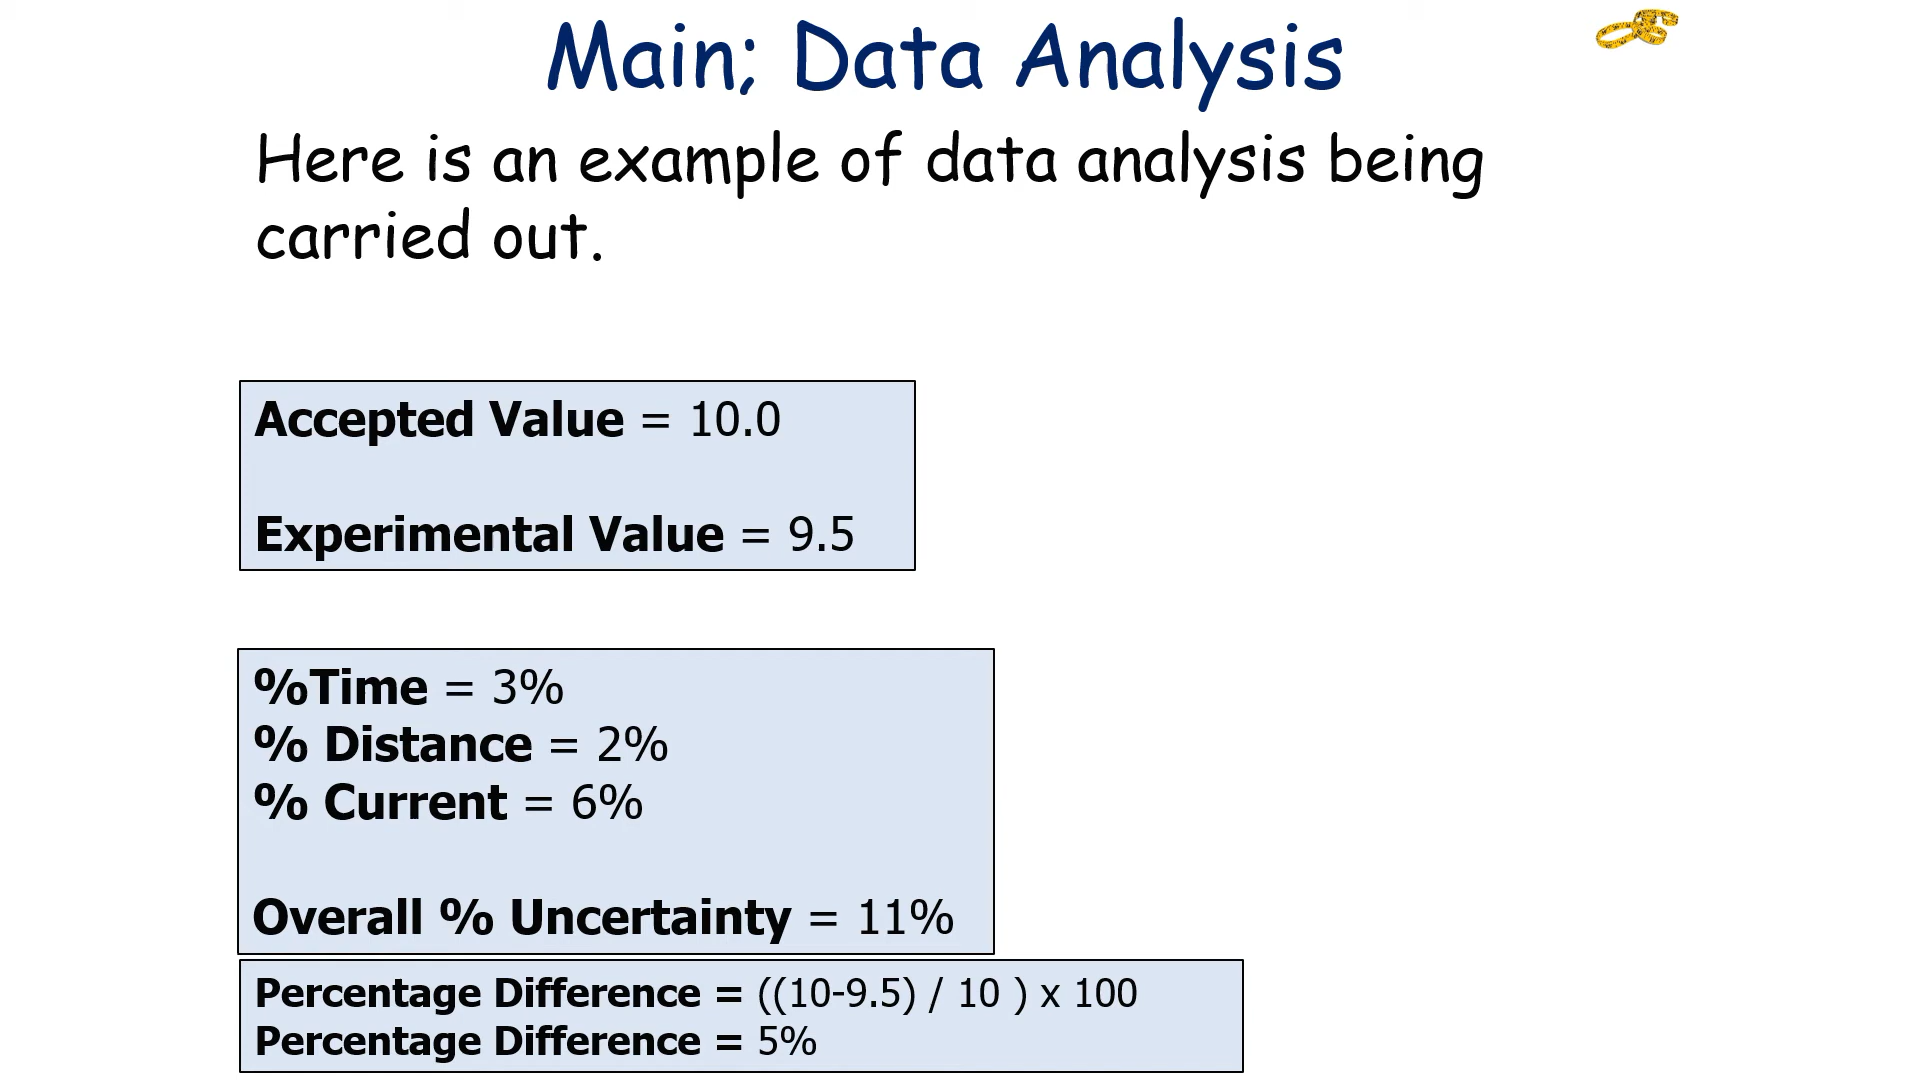 Main; Data Analysis
Here is an example of data analysis being
carried out.
Accepted Value = 10.0
Experimental Value = 9.5
%Time = 3%
% Distance = 2%
% Current = 6%
Overall % Uncertainty = 11%
Percentage Difference = ((10-9.5) / 10 ) x 100
Percentage Difference = 5%